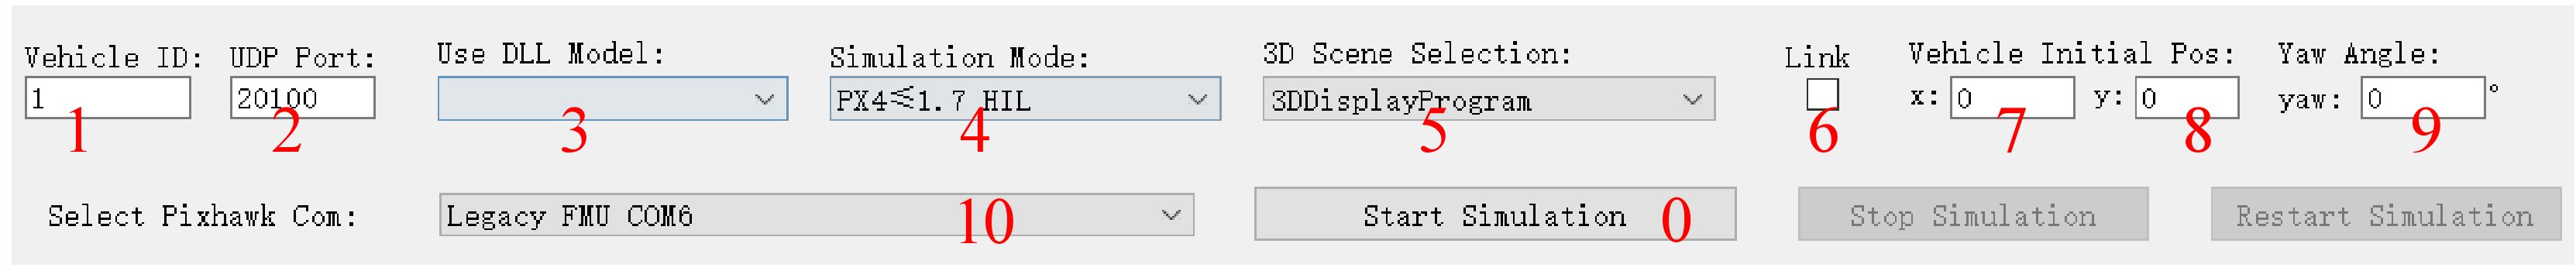 Vehicle ID: UDP Port: Use DLL Model: Simulation Mode: 3D Scene Selection: Link Vehicle Initial Pos: Yaw Angle:
1 20100 PX4≤1.7 HIL 3DDisplayProgram x: 0 y: 0 yaw: 0 °
1 2 3 4 5 6 7 8 9
Select Pixhawk Com: Legacy FMU COM6 10 Start Simulation 0 Stop Simulation Restart Simulation